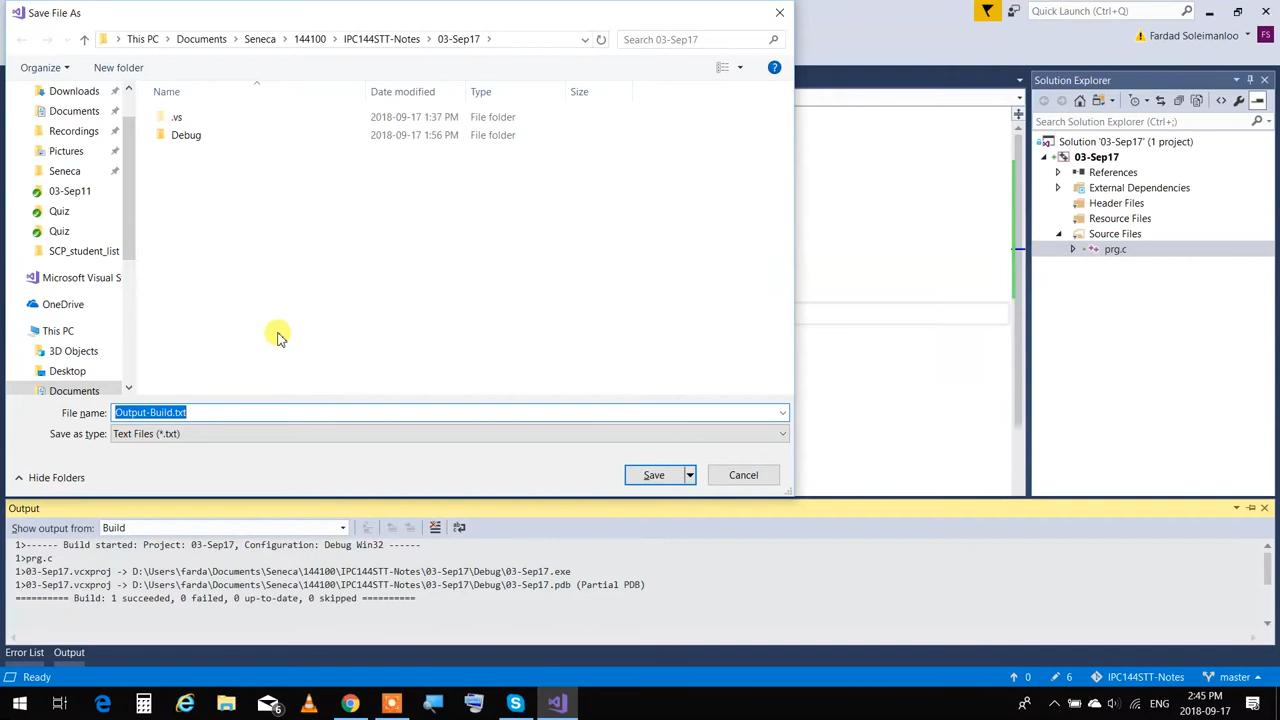 Save File As
Quick Launch (Ctrl+Q)
Fardad Soleimanloo
FS
This PC
Documents
Seneca
144100
IPC144STT-Notes
03-Sep17
Search 03-Sep17
Organize
New folder
Name
Date modified
Type
Size
.vs
2018-09-17 1:37 PM
File folder
Debug
2018-09-17 1:56 PM
File folder
Downloads
Documents
Recordings
Pictures
Seneca
03-Sep11
Quiz
Quiz
SCP_student_list
Microsoft Visual S
OneDrive
This PC
3D Objects
Desktop
Documents
File name:
Output-Build.txt
Save as type:
Text Files (*.txt)
Hide Folders
Save
Cancel
Solution Explorer
Search Solution Explorer (Ctrl+;)
Solution '03-Sep17' (1 project)
03-Sep17
References
External Dependencies
Header Files
Resource Files
Source Files
prg.c
Output
Show output from:
Build
1>------ Build started: Project: 03-Sep17, Configuration: Debug Win32 ------
1>prg.c
1>03-Sep17.vcxproj -> D:\Users\farda\Documents\Seneca\144100\IPC144STT-Notes\03-Sep17\Debug\03-Sep17.exe
1>03-Sep17.vcxproj -> D:\Users\farda\Documents\Seneca\144100\IPC144STT-Notes\03-Sep17\Debug\03-Sep17.pdb (Partial PDB)
========== Build: 1 succeeded, 0 failed, 0 up-to-date, 0 skipped ==========
Error List
Output
Ready
0
6
IPC144STT-Notes
master
6
ENG
2:45 PM
2018-09-17